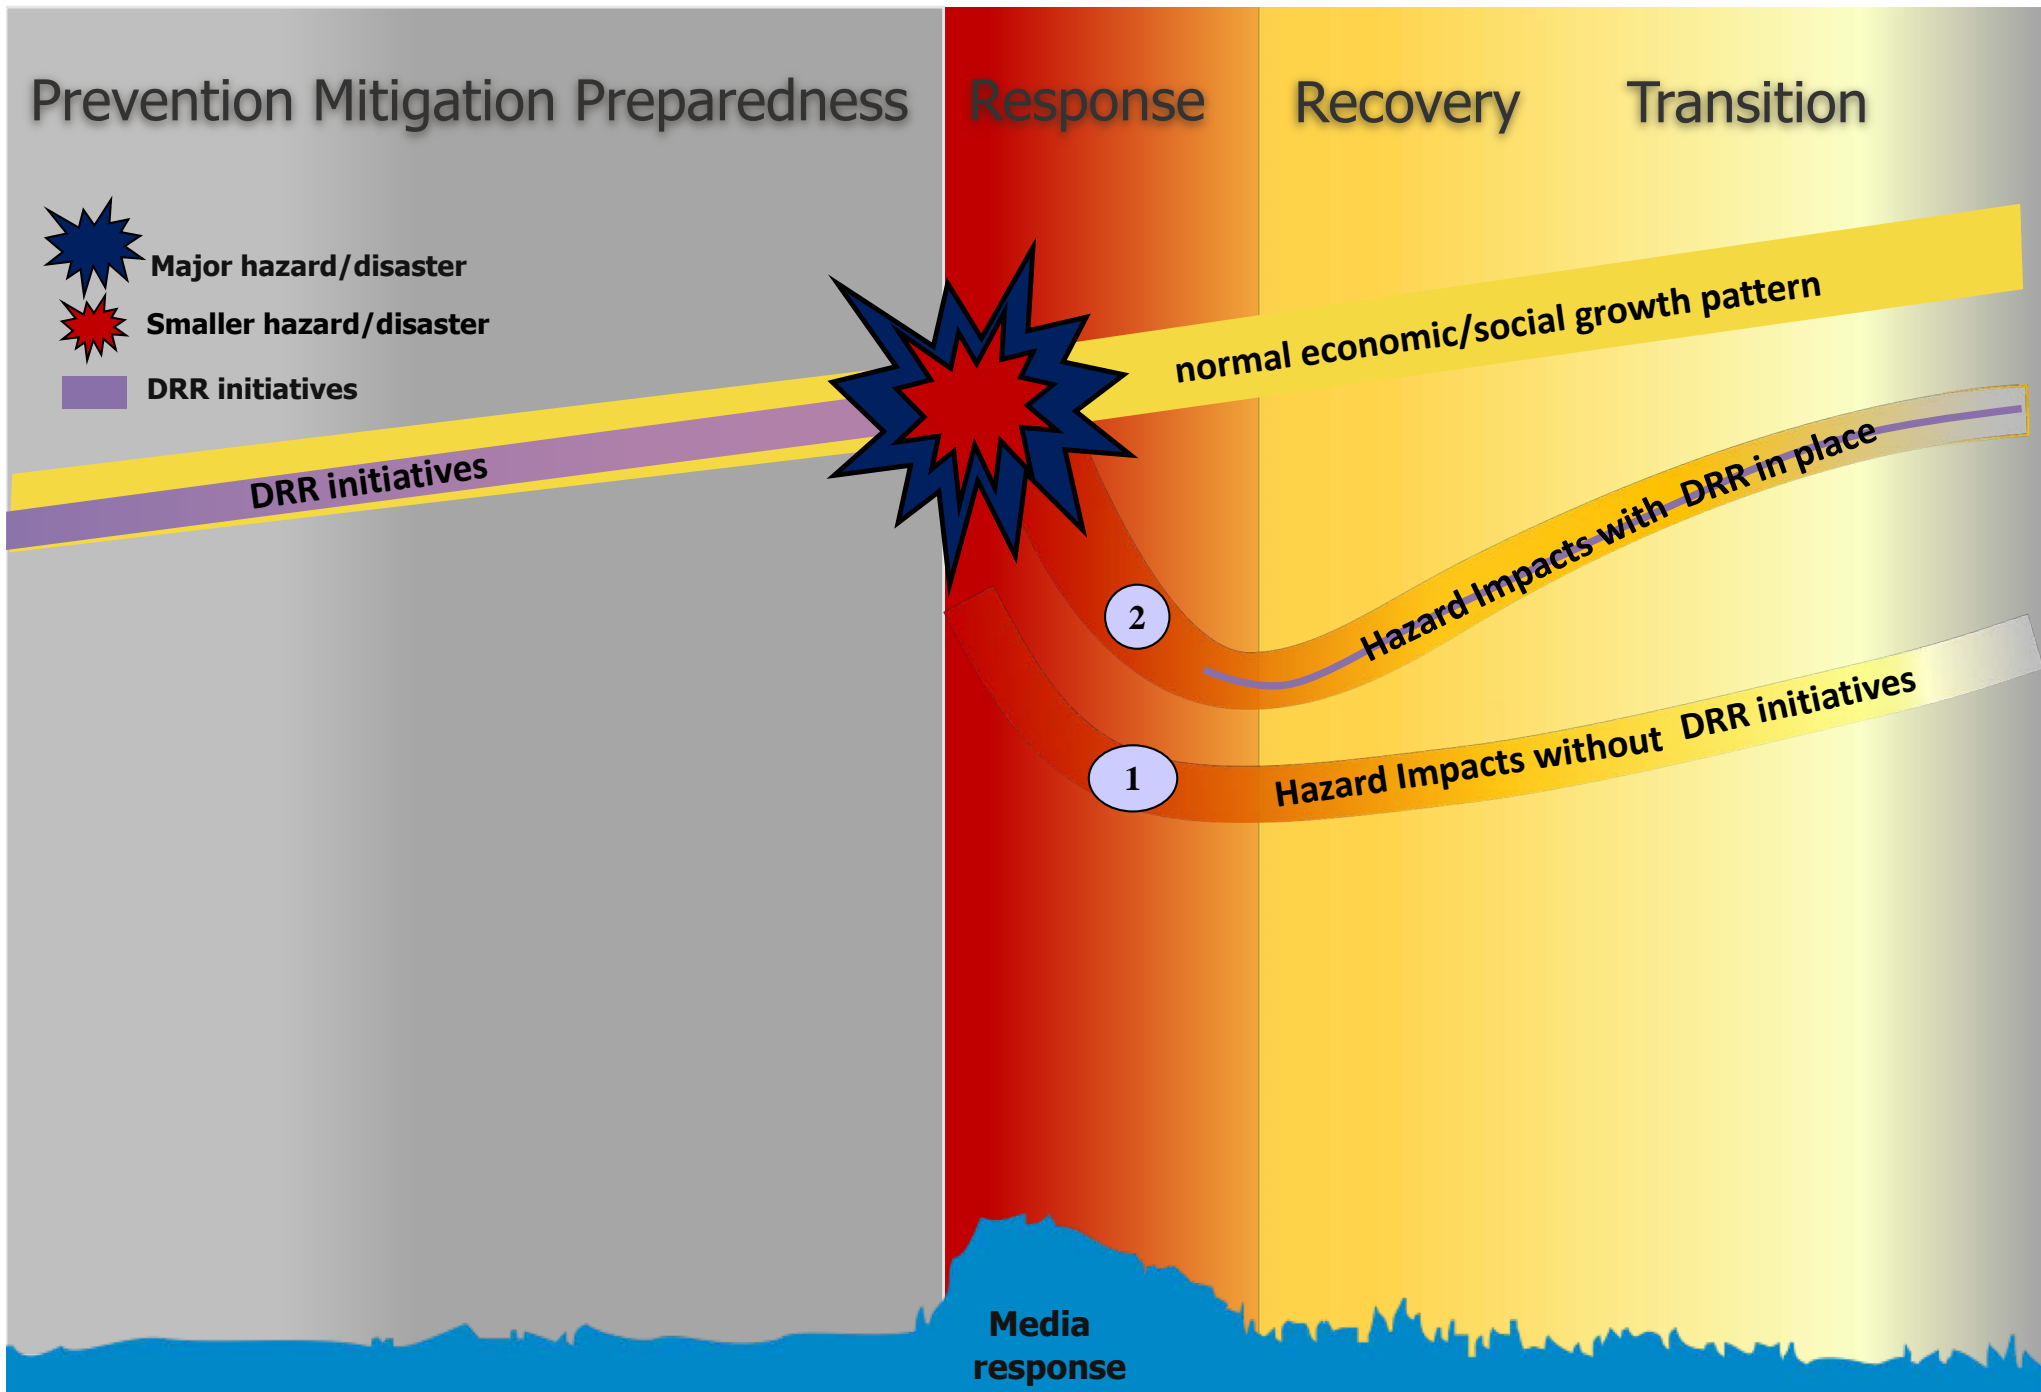 Prevention Mitigation Preparedness Response Recovery Transition
Major hazard/disaster
Smaller hazard/disaster
DRR initiatives
normal economic/social growth pattern
DRR initiatives
Hazard Impacts with DRR in place
2
1
Hazard Impacts without DRR initiatives
Media
response